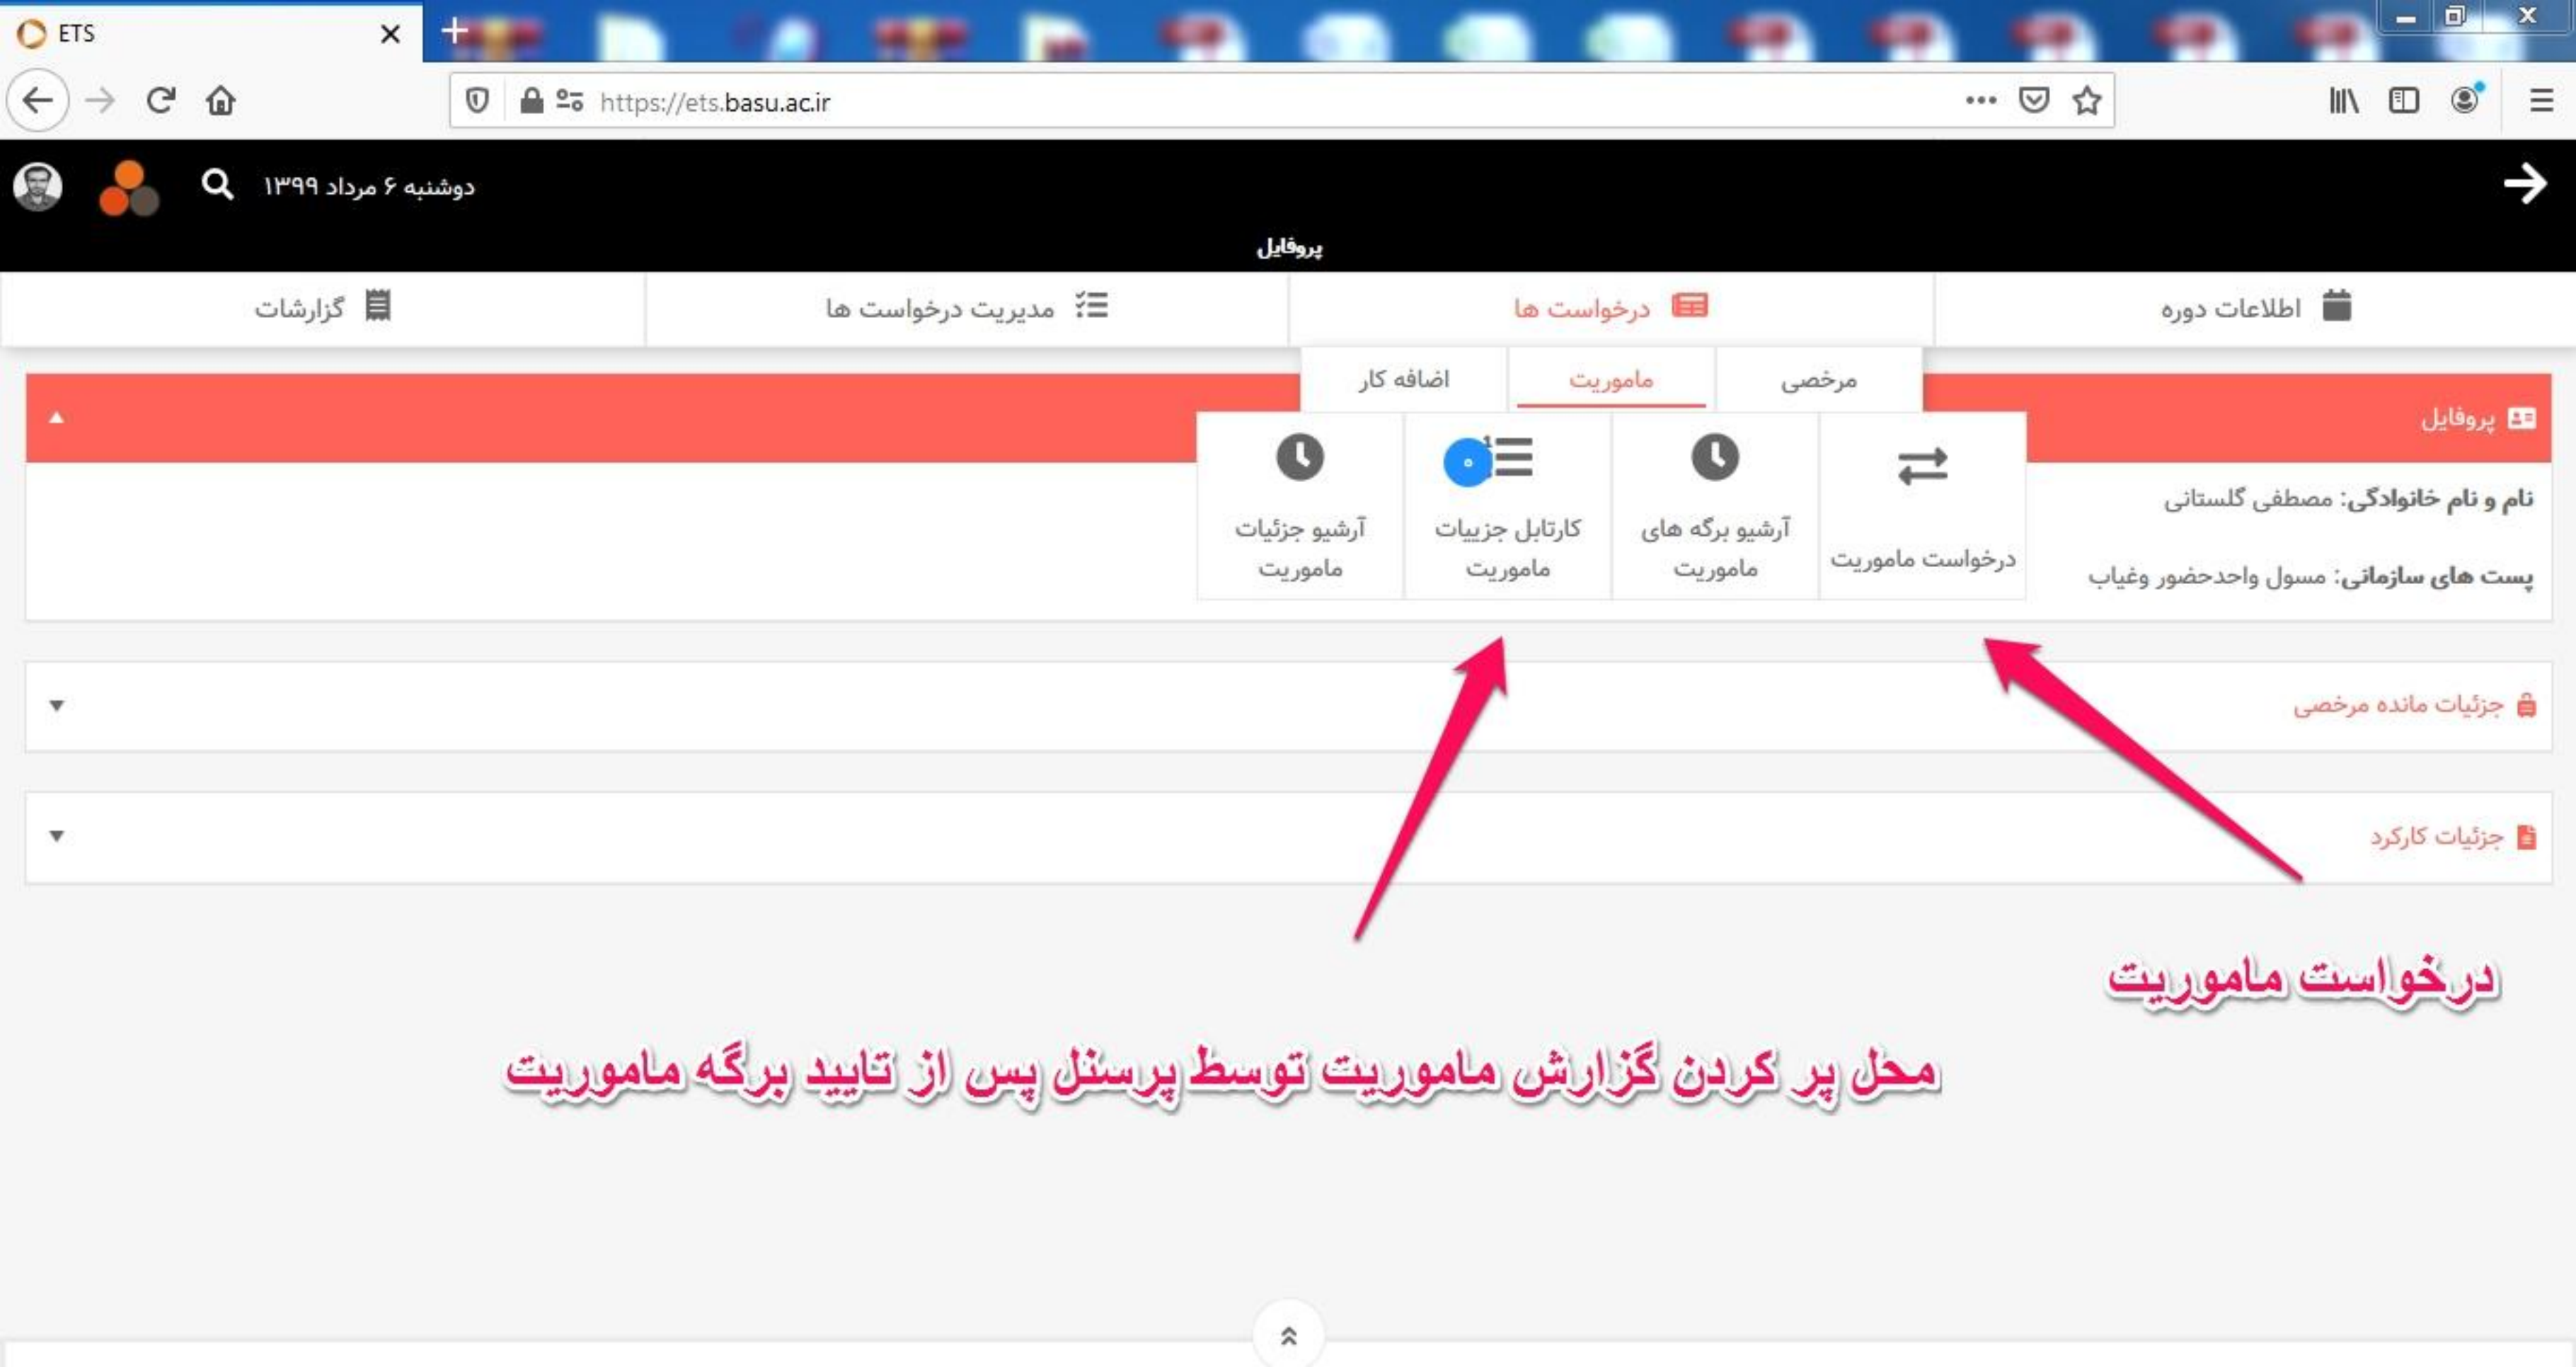 ETS
https://ets.basu.ac.ir
دوشنبه ۶ مرداد ۱۳۹۹
پروفایل
اطلاعات دوره
درخواست ها
مدیریت درخواست ها
گزارشات
مرخصی
ماموریت
اضافه کار
درخواست ماموریت
آرشیو برگه های
ماموریت
کارتابل جزییات
ماموریت
۰
آرشیو جزئیات
ماموریت
پروفایل
نام و نام خانوادگی: مصطفی گلستانی
پست های سازمانی: مسول واحدحضور وغیاب
جزئیات مانده مرخصی
جزئیات کارکرد
درخواست ماموریت
محل پر کردن گزارش ماموریت توسط پرسنل پس از تایید برگه ماموریت